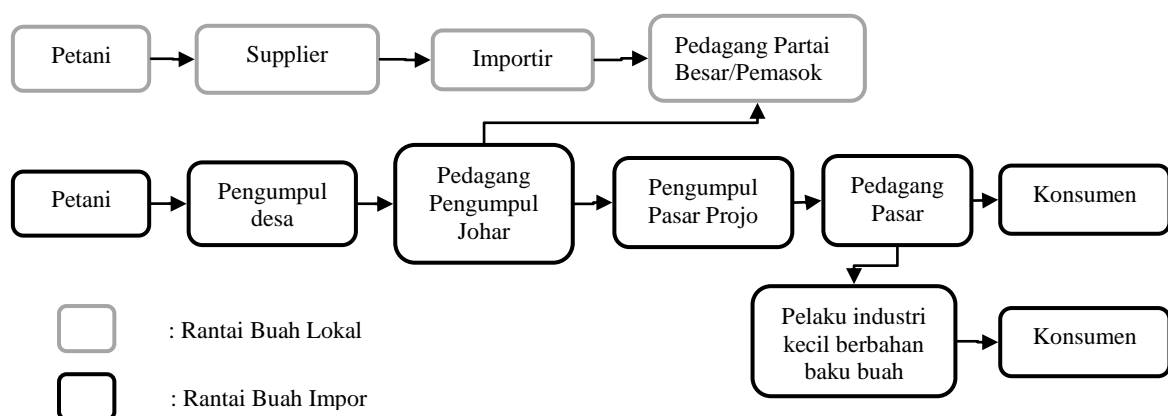 Petani
Supplier
Importir
Pedagang Partai
Besar/Pemasok
Petani
Pengumpul
desa
Pedagang
Pengumpul
Johar
Pengumpul
Pasar Projo
Pedagang
Pasar
Konsumen
Pelaku industri
kecil berbahan
baku buah
Konsumen
: Rantai Buah Lokal
: Rantai Buah Impor